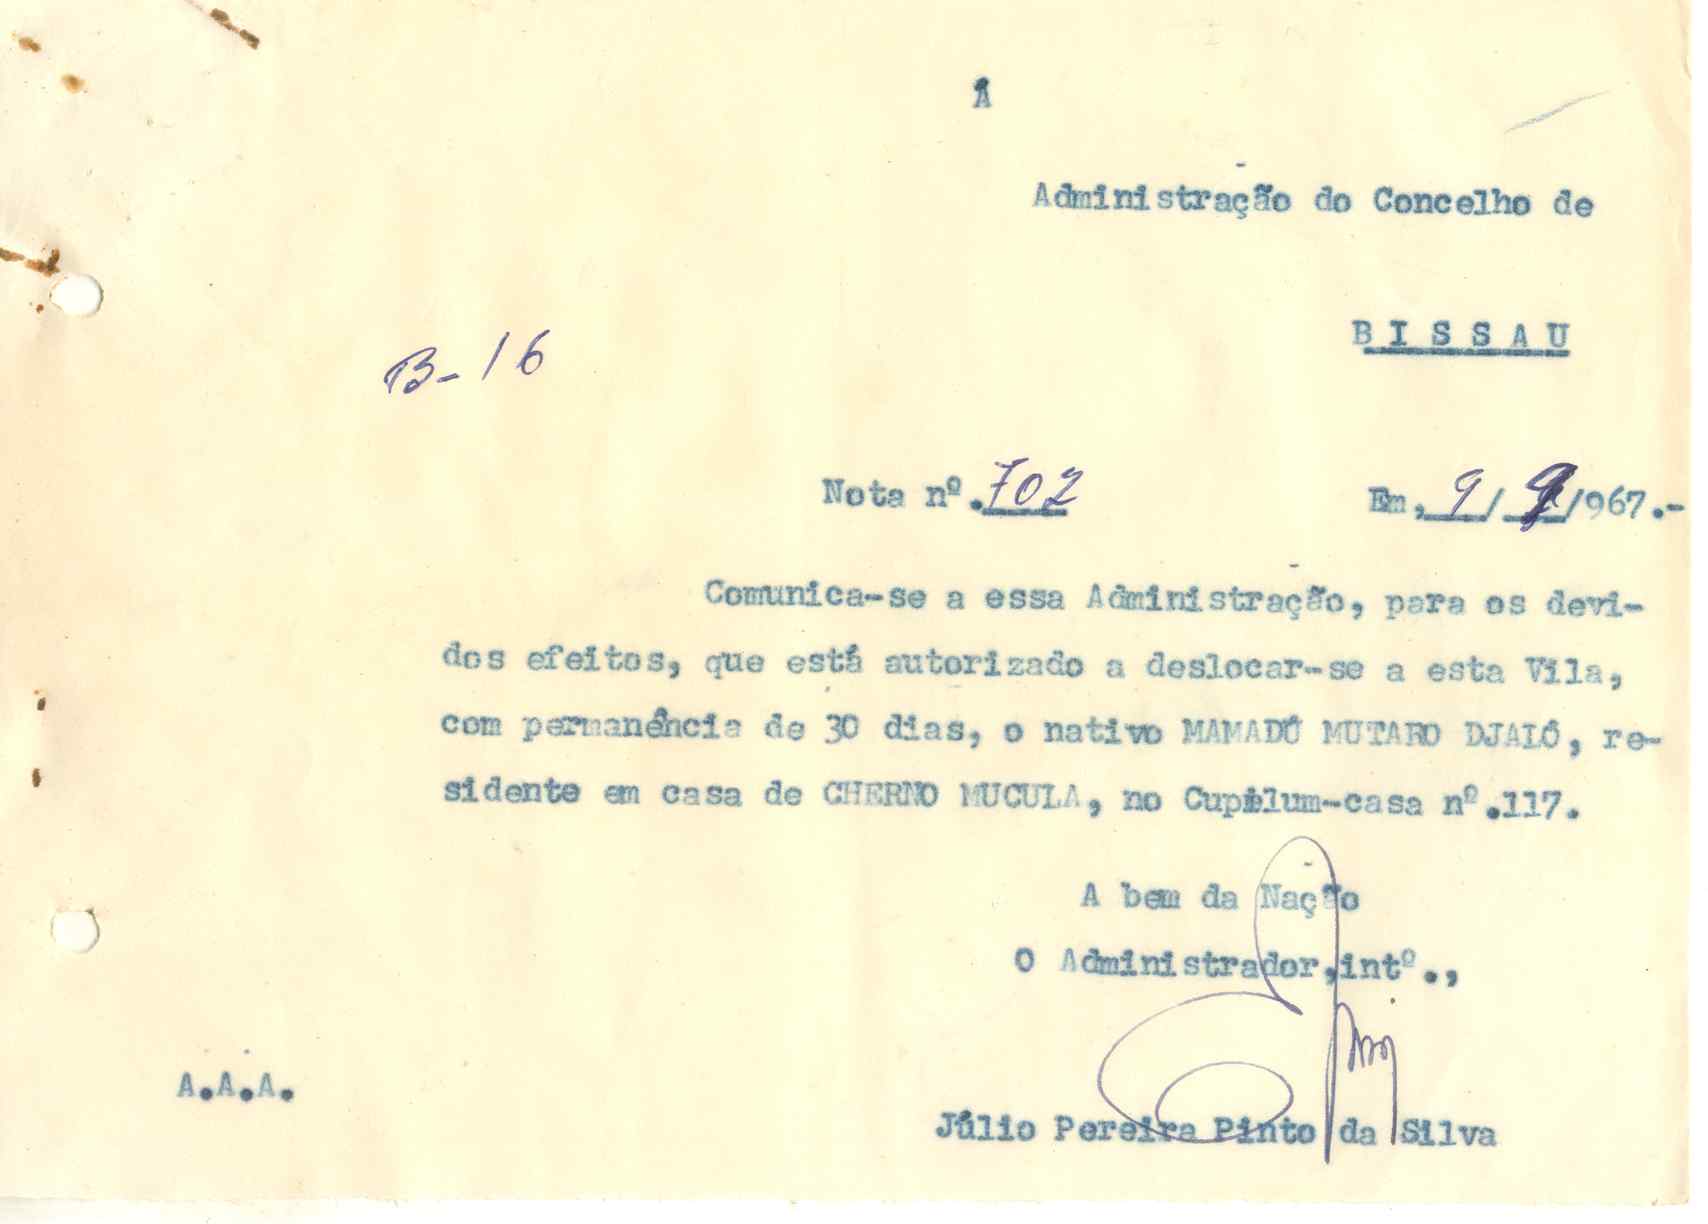 À
Administração do Concelho de
B I S S A U
B-16
Nota nº.702 Em, 9/9/967.-
Comunica-se a essa Administração, para os devi-
dos efeitos, que está autorizado a deslocar-se a esta Vila,
com permanência de 30 dias, o nativo MAMADÚ MUTARO DJALÓ, re-
sidente em casa de CHERNO MUCULA, no Cupelum-casa nº.117.
A bem da Nação
O Administrador,intº.,
A.A.A.
Júlio Pereira Pinto da Silva